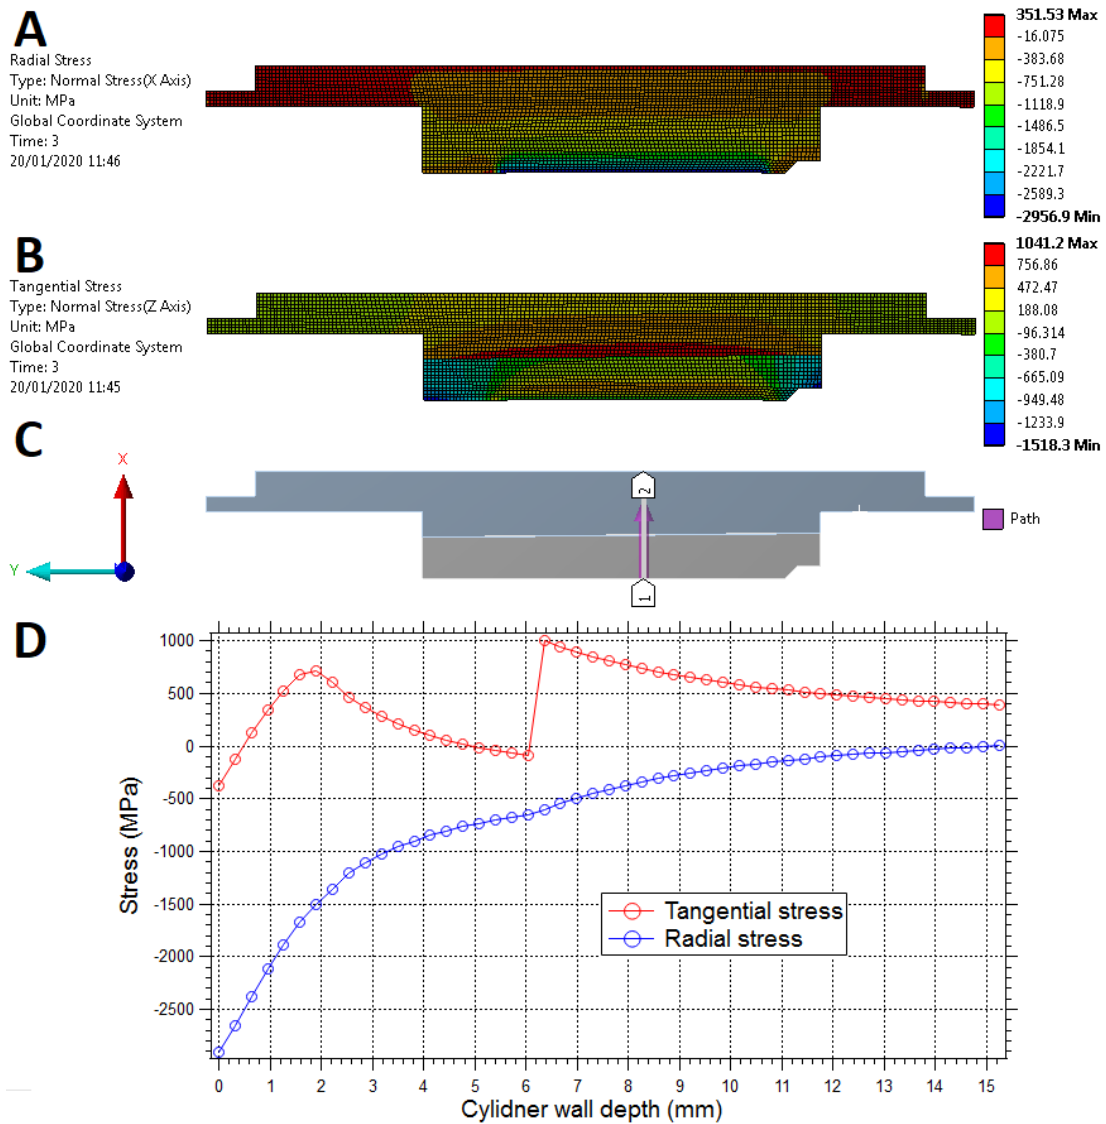 A
Radial Stress
Type: Normal Stress(X Axis)
Unit: MPa
Global Coordinate System
Time: 3
20/01/2020 11:46
351.53 Max
-16.075
-383.68
-751.28
-1118.9
-1486.5
-1854.1
-2221.7
-2589.3
-2956.9 Min
B
Tangential Stress
Type: Normal Stress(Z Axis)
Unit: MPa
Global Coordinate System
Time: 3
20/01/2020 11:45
1041.2 Max
756.86
472.47
188.08
-96.314
-380.7
-665.09
-949.48
-1233.9
-1518.3 Min
C
X
Y
2
1
Path
D
Stress (MPa)
1000
500
0
-500
-1000
-1500
-2000
-2500
Tangential stress
Radial stress
0 1 2 3 4 5 6 7 8 9 10 11 12 13 14 15
Cylidner wall depth (mm)